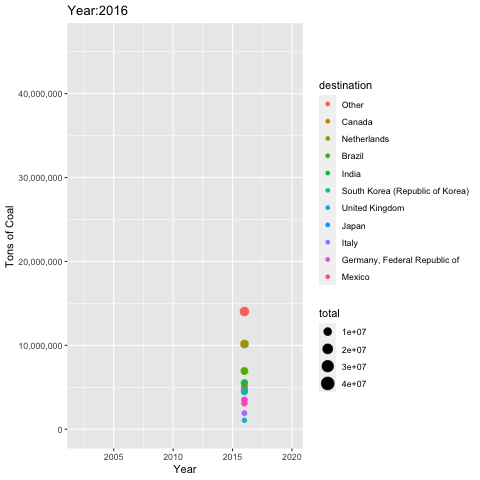 Year:2016
40,000,000
30,000,000
20,000,000
10,000,000
0
Tons of Coal
2005
2010
2015
2020
Year
destination
Other
Canada
Netherlands
Brazil
India
South Korea (Republic of Korea)
United Kingdom
Japan
Italy
Germany, Federal Republic of
Mexico
total
1e+07
2e+07
3e+07
4e+07